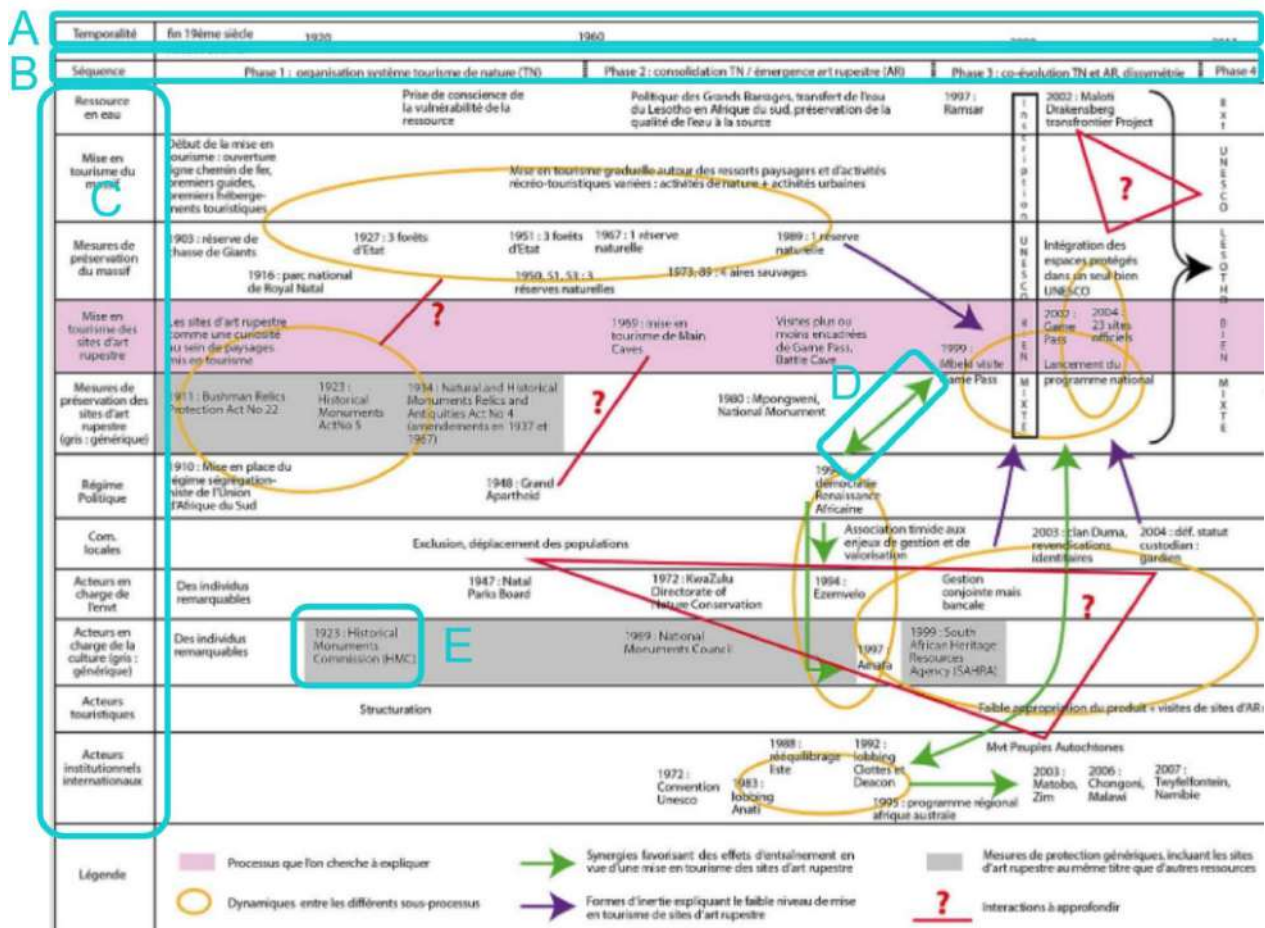 A
Temporalité
fin 19ème siècle
1920
1960
B
Séquence
Phase 1 : organisation système tourisme de nature (TN)
Phase 2 : consolidation TN / émergence art rupestre (AR)
Phase 3 : co-évolution TN et AR, dissymétrie
Phase 4
C
Ressource
en eau
Prise de conscience de
la vulnérabilité de la
ressource
Politique des Grands Barrages, transfert de l'eau
du Lesotho en Afrique du sud, préservation de la
qualité de l'eau à la source
1997 :
Ramsar
2002 : Maloti
Drakensberg
transfrontier Project
Inscription UNESCO BIEN MIXTE
Ext UNESCO LESOTHO BIEN MIXTE
Mise en
tourisme du
massif
Début de la mise en
tourisme : ouverture
ligne chemin de fer,
premiers guides,
premiers héberge-
ments touristiques
Mise en tourisme graduelle autour des ressorts paysagers et d'activités
récréo-touristiques variées : activités de nature + activités urbaines
?
Mesures de
préservation
du massif
1903 : réserve de
chasse de Giants
1916 : parc national
de Royal Natal
1927 : 3 forêts
d'Etat
1951 : 3 forêts
d'Etat
1950, 51, 53 : 3
réserves naturelles
1967 : 1 réserve
naturelle
1973, 89 : 4 aires sauvages
1989 : 1 réserve
naturelle
Intégration des
espaces protégés
dans un seul bien
UNESCO
Mise en
tourisme des
sites d'art
rupestre
Les sites d'art rupestre
comme une curiosité
au sein de paysages
mis en tourisme
?
1969 : mise en
tourisme de Main
Caves
Visites plus ou
moins encadrées
de Game Pass,
Battle Cave
1999 :
Mbeki visite
Game Pass
2002 :
Game
Pass
2004 :
23 sites
officiels
Lancement du
programme national
Mesures de
préservation des
sites d'art
rupestre
(gris : générique)
1911 : Bushman Relics
Protection Act No 22
1923 :
Historical
Monuments
ActNo 5
1934 : Natural and Historical
Monuments Relics and
Antiquities Act No 4
(amendements en 1937 et
1967)
?
1980 : Mpongweni,
National Monument
D
Régime
Politique
1910 : Mise en place du
régime ségrégation-
niste de l'Union
d'Afrique du Sud
1948 : Grand
Apartheid
démocratie
Renaissance
Africaine
Com.
locales
Exclusion, déplacement des populations
Association timide aux
enjeux de gestion et de
valorisation
2003 : clan Duma,
revendications
identitaires
2004 : déf. statut
custodian :
gardien
Acteurs en
charge de
l'envt
Des individus
remarquables
1947 : Natal
Parks Board
1972 : KwaZulu
Directorate of
Nature Conservation
1994 :
Ezemvelo
Gestion
conjointe mais
bancale
?
Acteurs en
charge de la
culture (gris :
générique)
Des individus
remarquables
1923 : Historical
Monuments
Commission (HMC)
E
1969 : National
Monuments Council
1997 :
Amafa
1999 : South
African Heritage
Resources
Agency (SAHRA)
Acteurs
touristiques
Structuration
Faible appropriation du produit « visites de sites d'AR»
Acteurs
institutionnels
internationaux
1972 :
Convention
Unesco
1983 :
lobbing
Anati
1988 :
rééquilibrage
liste
1992 :
lobbing
Clottes et
Deacon
1995 : programme régional
afrique australe
Mvt Peuples Autochtones
2003 :
Matobo,
Zim
2006 :
Chongoni,
Malawi
2007 :
Twyfelfontein,
Namibie
Légende
Processus que l'on cherche à expliquer
Synergies favorisant des effets d'entraînement en
vue d'une mise en tourisme des sites d'art rupestre
Mesures de protection génériques, incluant les sites
d'art rupestre au même titre que d'autres ressources
Dynamiques entre les différents sous-processus
Formes d'inertie expliquant le faible niveau de mise
en tourisme de sites d'art rupestre
?
Interactions à approfondir